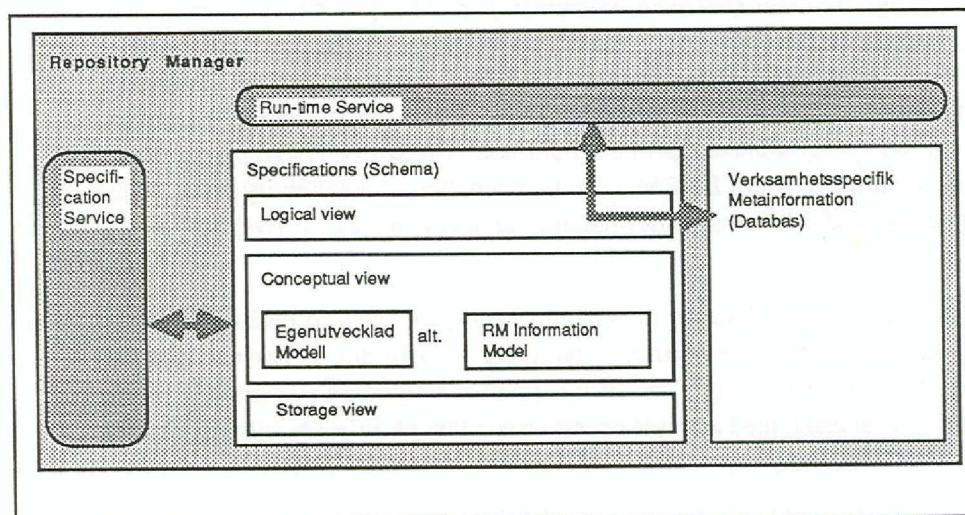 Repository Manager
Run-time Service
Specifi-
cation
Service
Specifications (Schema)
Logical view
Conceptual view
Egenutvecklad
Modell
alt.
RM Information
Model
Storage view
Verksamhetsspecifik
Metainformation
(Databas)